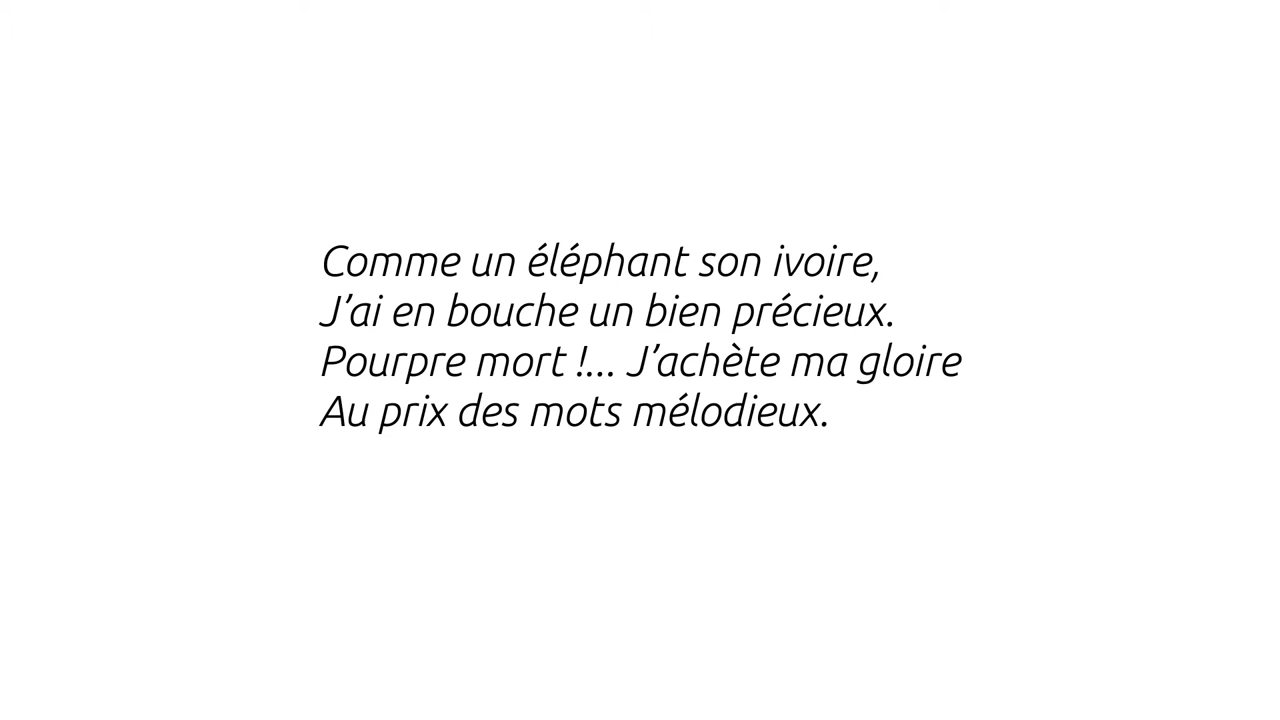 Comme un éléphant son ivoire,
J’ai en bouche un bien précieux.
Pourpre mort !... J’achète ma gloire
Au prix des mots mélodieux.